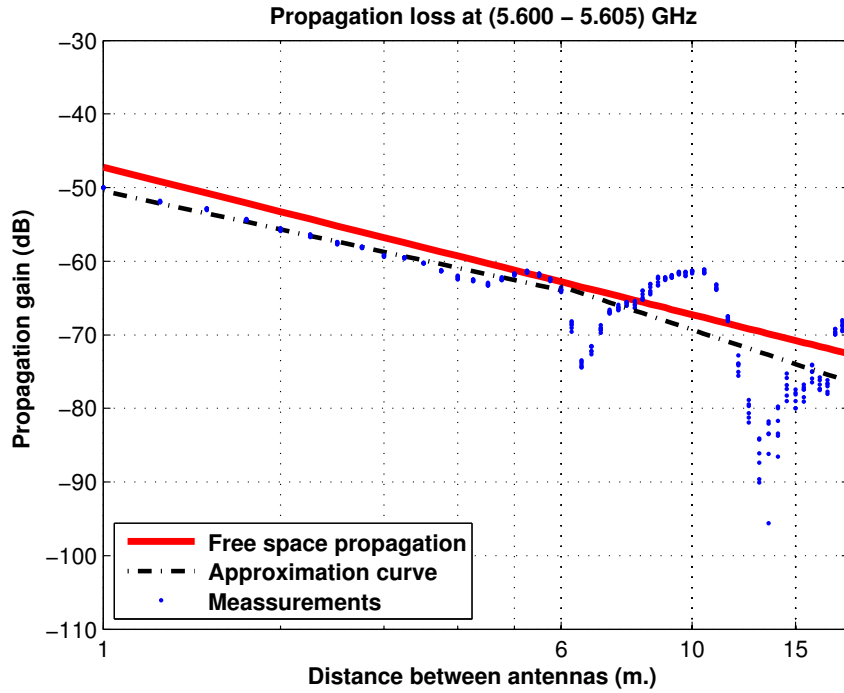 Propagation loss at (5.600 − 5.605) GHz
Propagation gain (dB)
−30
−40
−50
−60
−70
−80
−90
−100
−110
Free space propagation
Approximation curve
Meassurements
1
6
10
15
Distance between antennas (m.)